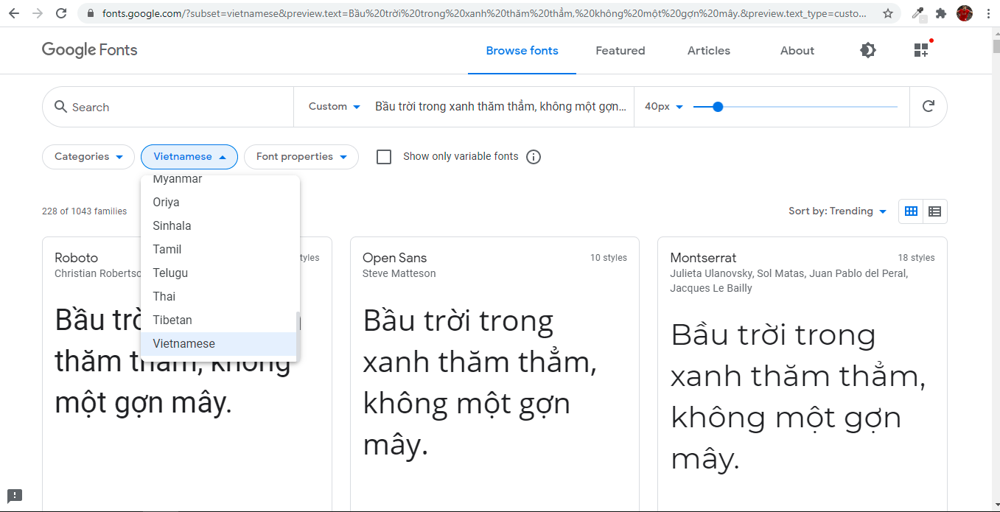 fonts.google.com/?subset=vietnamese&preview.text=Bầu%20trời%20trong%20xanh%20thăm%20thẳm,%20không%20một%20gợn%20mây.&preview.text_type=custo...
Google Fonts
Browse fonts
Featured
Articles
About
Search
Custom
Bầu trời trong xanh thăm thẳm, không một gợn...
40px
Categories
Vietnamese
Font properties
Show only variable fonts
Myanmar
Oriya
Sinhala
Tamil
Telugu
Thai
Tibetan
Vietnamese
228 of 1043 families
Sort by: Trending
Roboto
tyles
Christian Robertso
Bầu trờ
thăm thẳm, không
một gợn mây.
Open Sans
10 styles
Steve Matteson
Bầu trời trong
xanh thăm thẳm,
không một gợn
mây.
Montserrat
18 styles
Julieta Ulanovsky, Sol Matas, Juan Pablo del Peral,
Jacques Le Bailly
Bầu trời trong
xanh thăm thẳm,
không một gợn
mây.